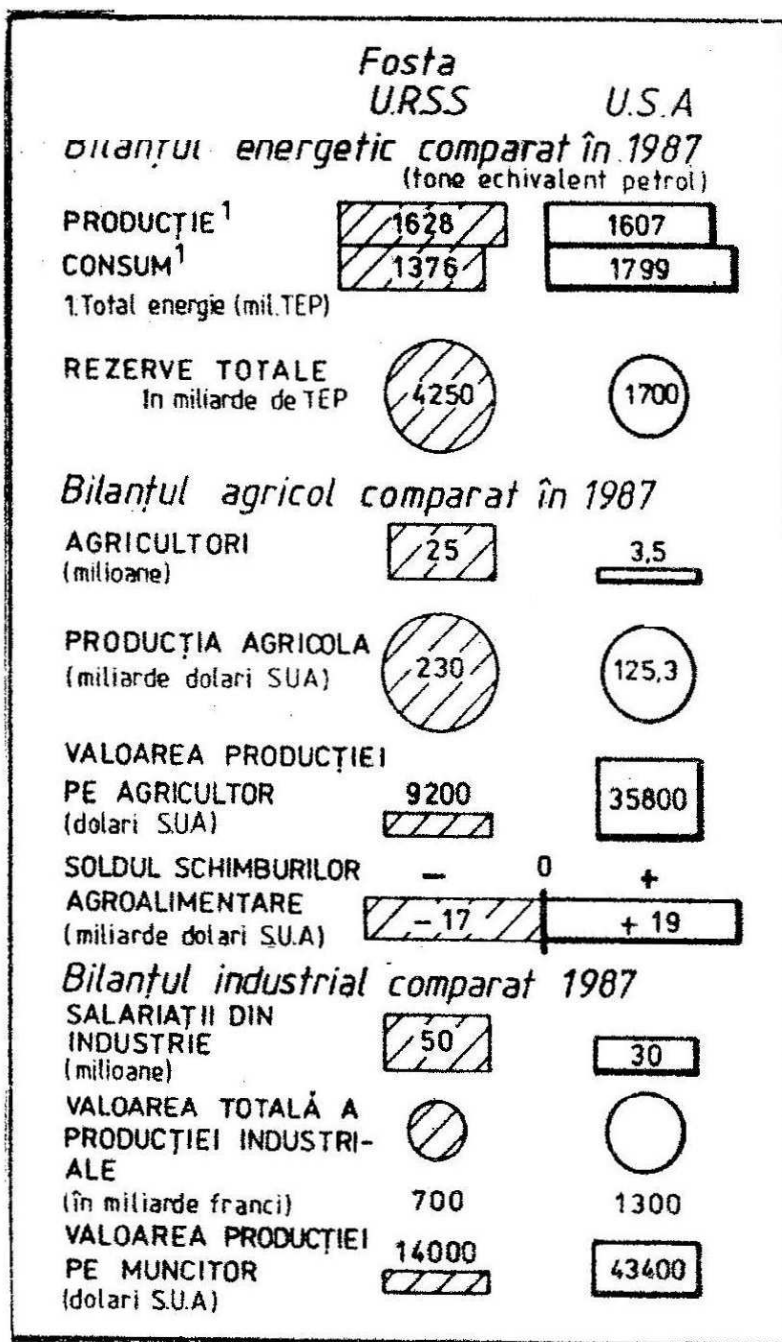 Fosta
U.R.S.S U.S.A
Bilanțul energetic comparat în 1987
(tone echivalent petrol)
PRODUCȚIE¹ 1628 1607
CONSUM¹ 1376 1799
1.Total energie (mil.TEP)
REZERVE TOTALE
In miliarde de TEP 4250 1700
Bilanțul agricol comparat în 1987
AGRICULTORI 25 3,5
(milioane)
PRODUCȚIA AGRICOLA
(miliarde dolari SUA) 230 125,3
VALOAREA PRODUCȚIEI
PE AGRICULTOR 9200 35800
(dolari S.U.A)
SOLDUL SCHIMBURILOR – 0 +
AGROALIMENTARE – 17 + 19
(miliarde dolari S.U.A)
Bilanțul industrial comparat 1987
SALARIAȚII DIN
INDUSTRIE 50 30
(milioane)
VALOAREA TOTALĂ A
PRODUCȚIEI INDUSTRI-
ALE
(în miliarde franci) 700 1300
VALOAREA PRODUCȚIEI 14000
PE MUNCITOR 43400
(dolari S.U.A)